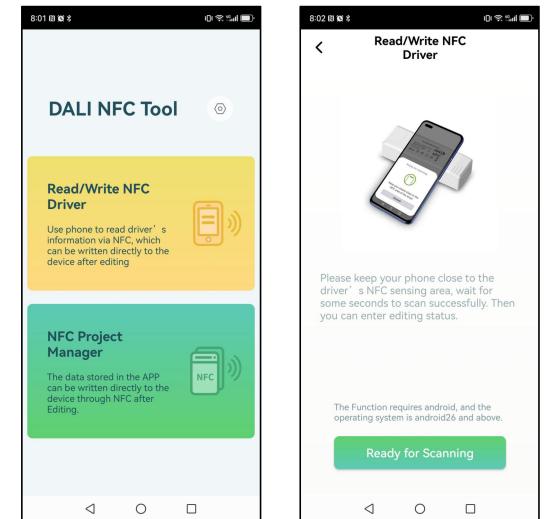 8:01
DALI NFC Tool
Read/Write NFC
Driver
Use phone to read driver’s
information via NFC, which
can be written directly to the
device after editing
NFC Project
Manager
The data stored in the APP
can be written directly to the
device through NFC after
Editing.
NFC
8:02
Read/Write NFC
Driver
Please keep your phone close to the
driver’s NFC sensing area, wait for
some seconds to scan successfully. Then
you can enter editing status.
The Function requires android, and the
operating system is android26 and above.
Ready for Scanning